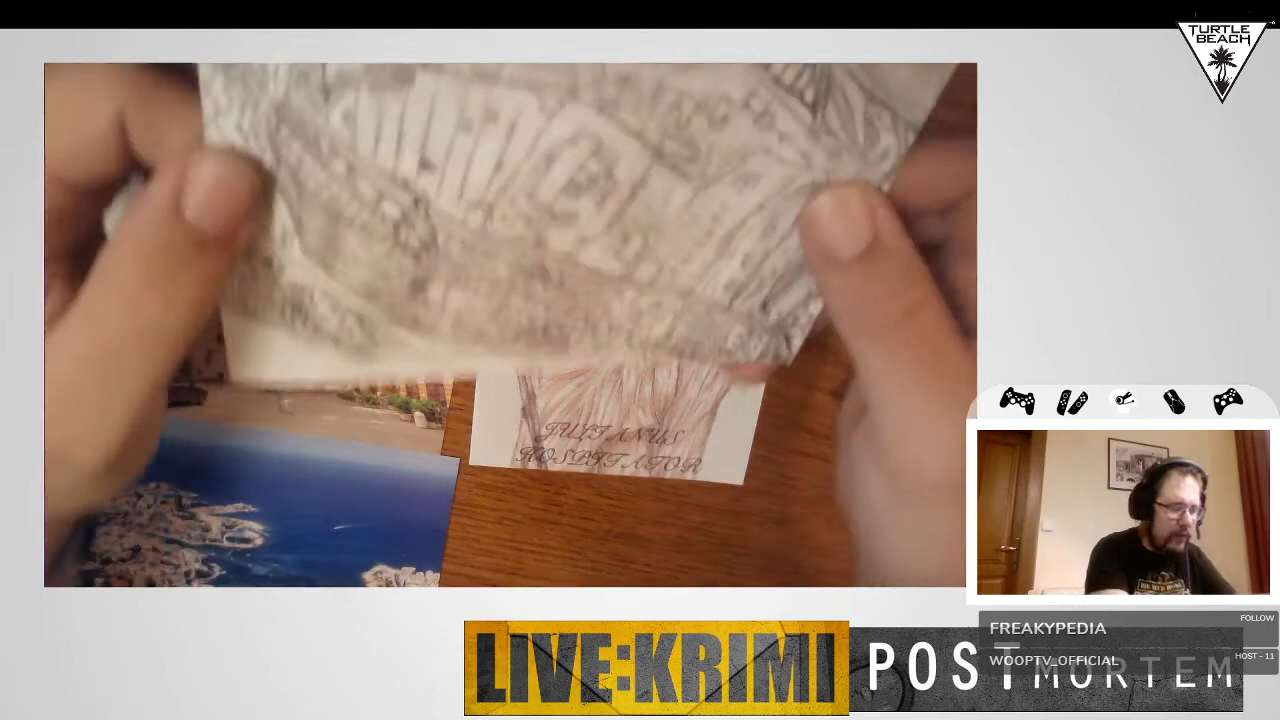 TURTLE
BEACH
JULIANUS
HOSPITATOR
FOLLOW
FREAKYPEDIA
WOOPTV_OFFICIAL
HOST - 11
LIVE:KRIMI
POSTMORTEM